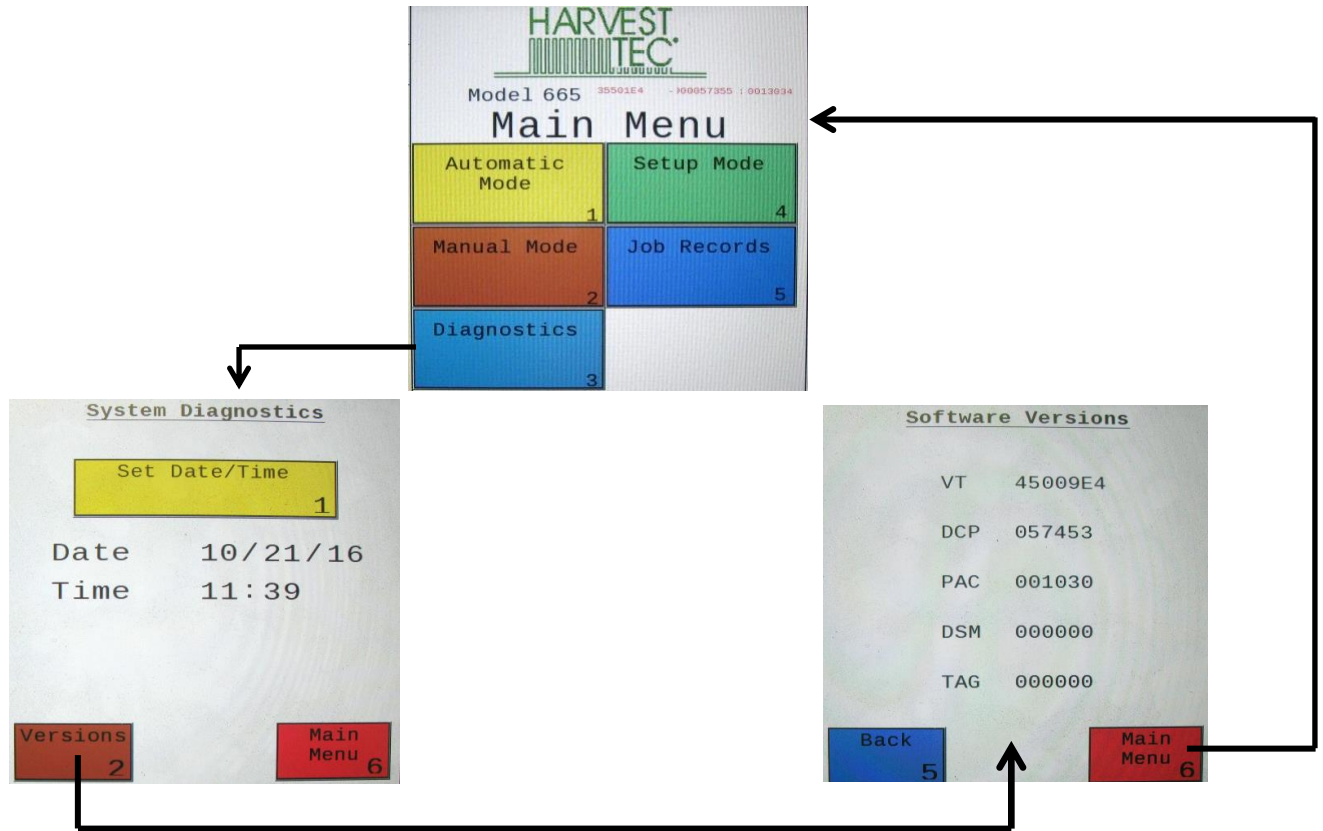 HARVEST
TEC
Model 665 35501E4 -J00057355 : 0013034
Main Menu
Automatic
Mode
1
Setup Mode
4
Manual Mode
2
Job Records
5
Diagnostics
3
System Diagnostics
Set Date/Time
1
Date 10/21/16
Time 11:39
Versions
2
Main
Menu
6
Software Versions
VT 45009E4
DCP 057453
PAC 001030
DSM 000000
TAG 000000
Back
5
Main
Menu
6